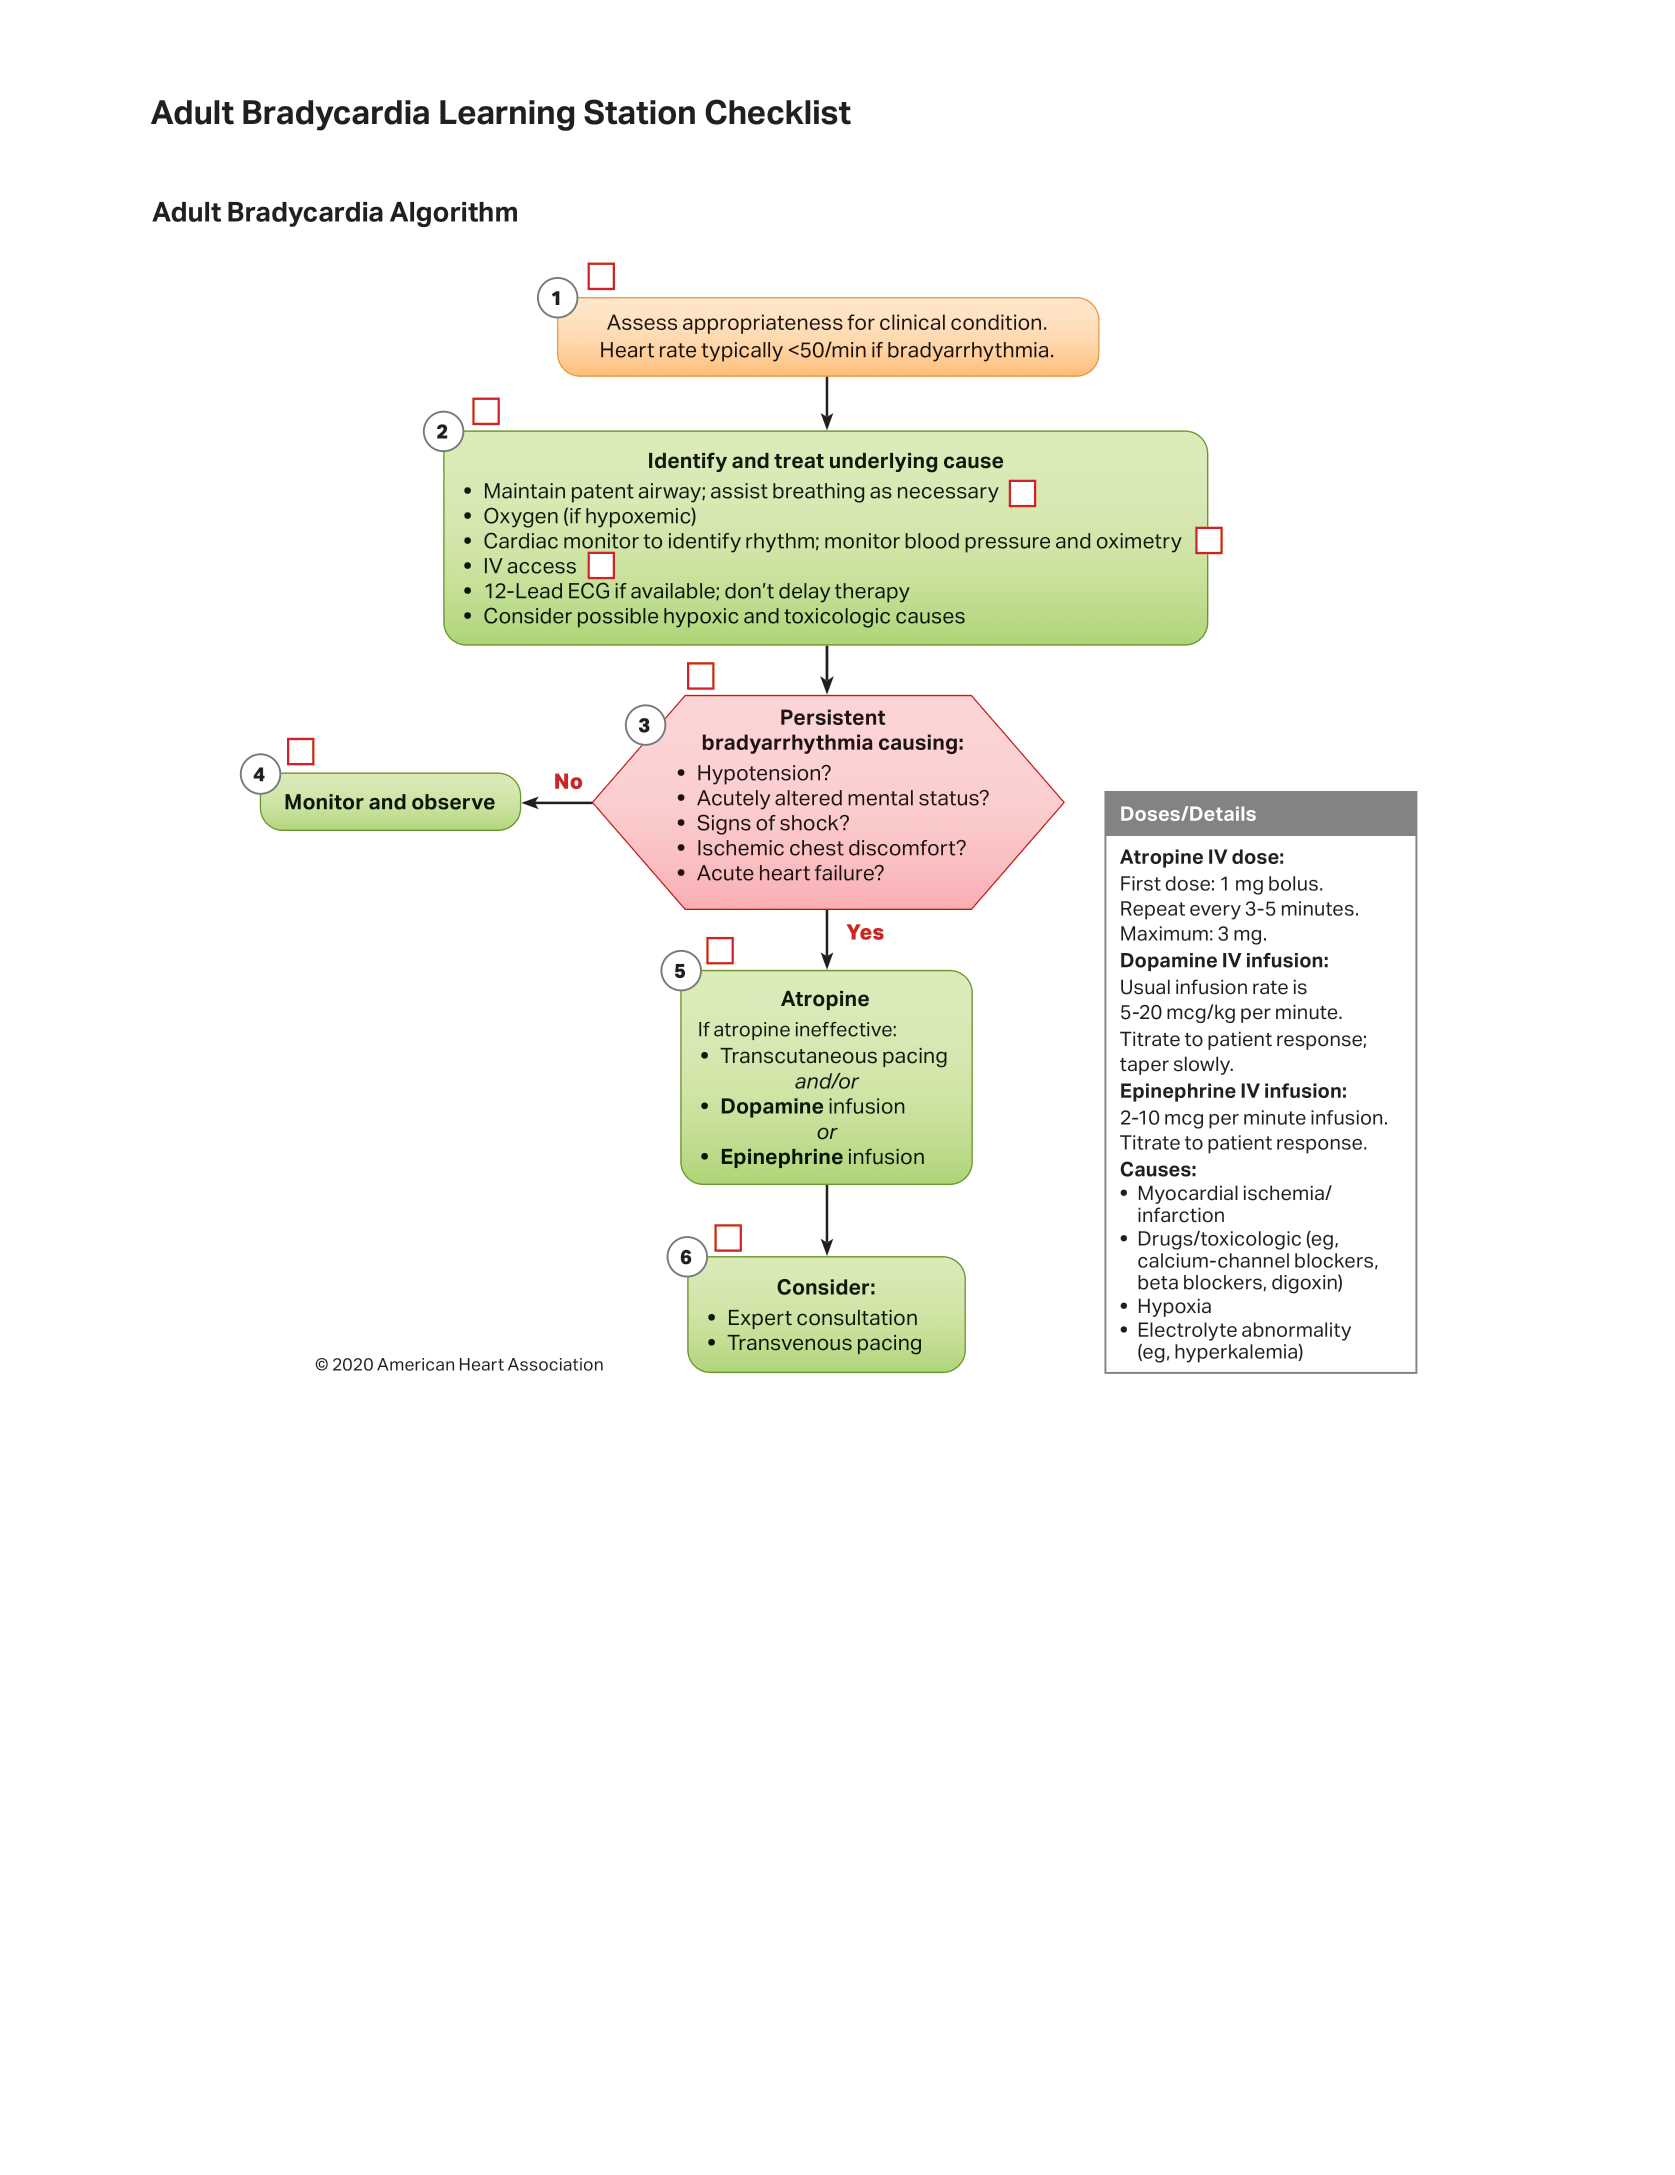 Adult Bradycardia Learning Station Checklist
Adult Bradycardia Algorithm
1
Assess appropriateness for clinical condition.
Heart rate typically <50/min if bradyarrhythmia.
2
Identify and treat underlying cause
• Maintain patent airway; assist breathing as necessary
• Oxygen (if hypoxemic)
• Cardiac monitor to identify rhythm; monitor blood pressure and oximetry
• IV access
• 12-Lead ECG if available; don’t delay therapy
• Consider possible hypoxic and toxicologic causes
3
Persistent
bradyarrhythmia causing:
• Hypotension?
• Acutely altered mental status?
• Signs of shock?
• Ischemic chest discomfort?
• Acute heart failure?
No
4
Monitor and observe
Yes
5
Atropine
If atropine ineffective:
• Transcutaneous pacing
and/or
• Dopamine infusion
or
• Epinephrine infusion
6
Consider:
• Expert consultation
• Transvenous pacing
Doses/Details
Atropine IV dose:
First dose: 1 mg bolus.
Repeat every 3-5 minutes.
Maximum: 3 mg.
Dopamine IV infusion:
Usual infusion rate is
5-20 mcg/kg per minute.
Titrate to patient response;
taper slowly.
Epinephrine IV infusion:
2-10 mcg per minute infusion.
Titrate to patient response.
Causes:
• Myocardial ischemia/
infarction
• Drugs/toxicologic (eg,
calcium-channel blockers,
beta blockers, digoxin)
• Hypoxia
• Electrolyte abnormality
(eg, hyperkalemia)
© 2020 American Heart Association